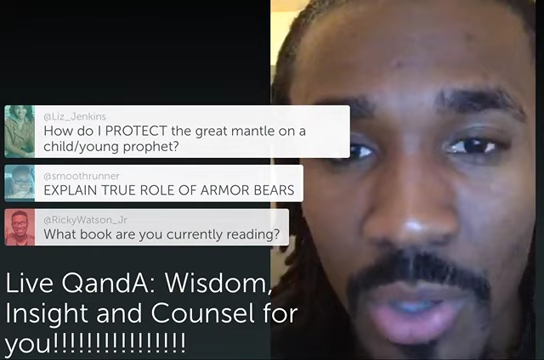 @Liz_Jenkins
How do I PROTECT the great mantle on a
child/young prophet?
@smoothrunner
EXPLAIN TRUE ROLE OF ARMOR BEARS
@RickyWatson_Jr
What book are you currently reading?
Live QandA: Wisdom,
Insight and Counsel for
you!!!!!!!!!!!!!!!!!